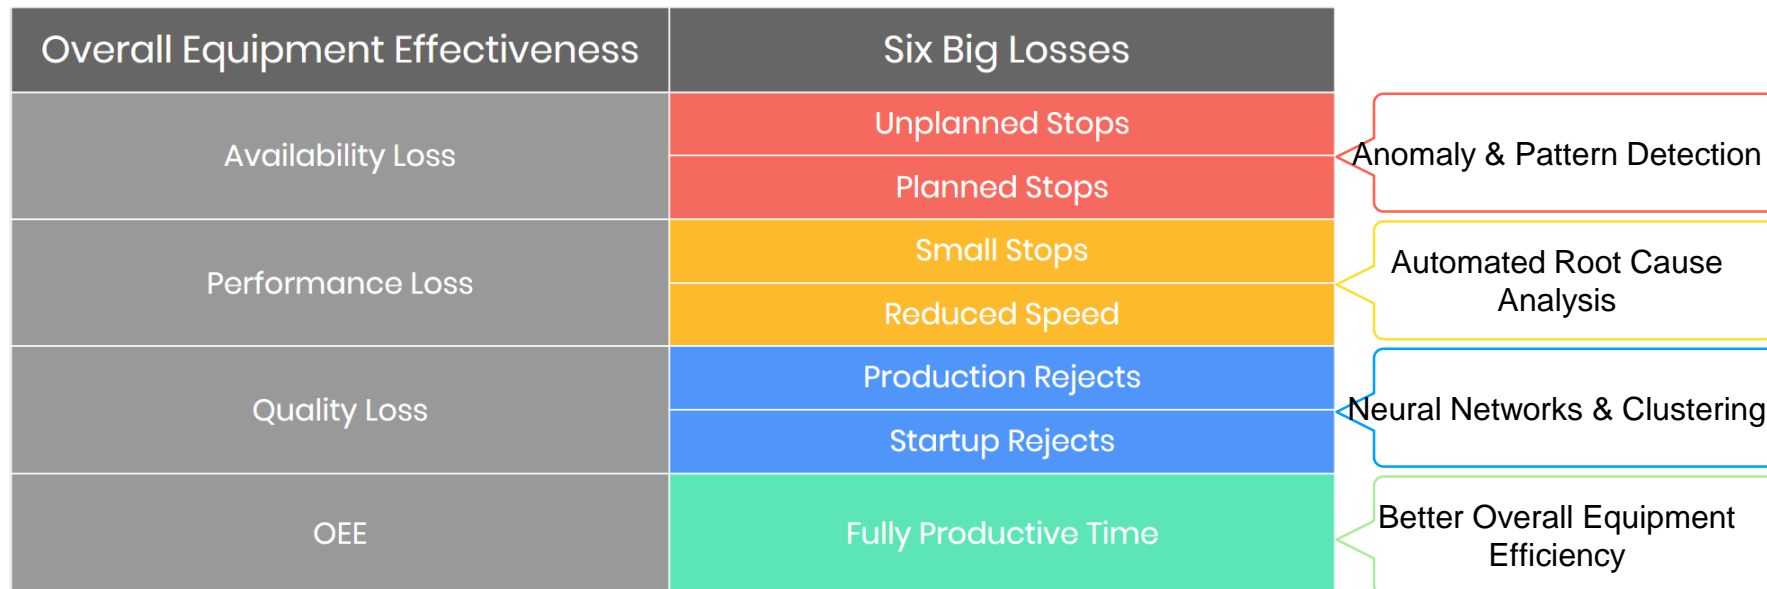 Overall Equipment Effectiveness
Six Big Losses
Availability Loss
Unplanned Stops
Planned Stops
Anomaly & Pattern Detection
Performance Loss
Small Stops
Reduced Speed
Automated Root Cause
Analysis
Quality Loss
Production Rejects
Startup Rejects
Neural Networks & Clustering
OEE
Fully Productive Time
Better Overall Equipment
Efficiency